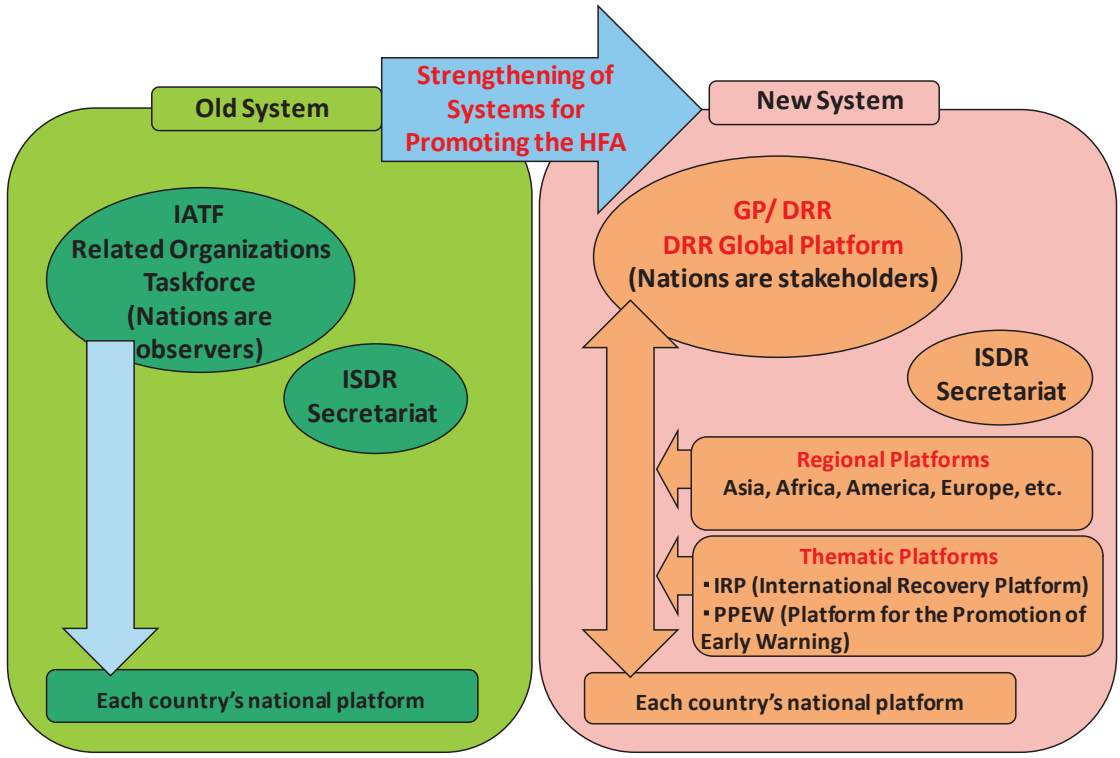 Old System
Strengthening of
Systems for
Promoting the HFA
New System
IATF
Related Organizations
Taskforce
(Nations are
observers)
ISDR
Secretariat
Each country's national platform
GP/ DRR
DRR Global Platform
(Nations are stakeholders)
ISDR
Secretariat
Regional Platforms
Asia, Africa, America, Europe, etc.
Thematic Platforms
・IRP (International Recovery Platform)
・PPEW (Platform for the Promotion of
Early Warning)
Each country's national platform